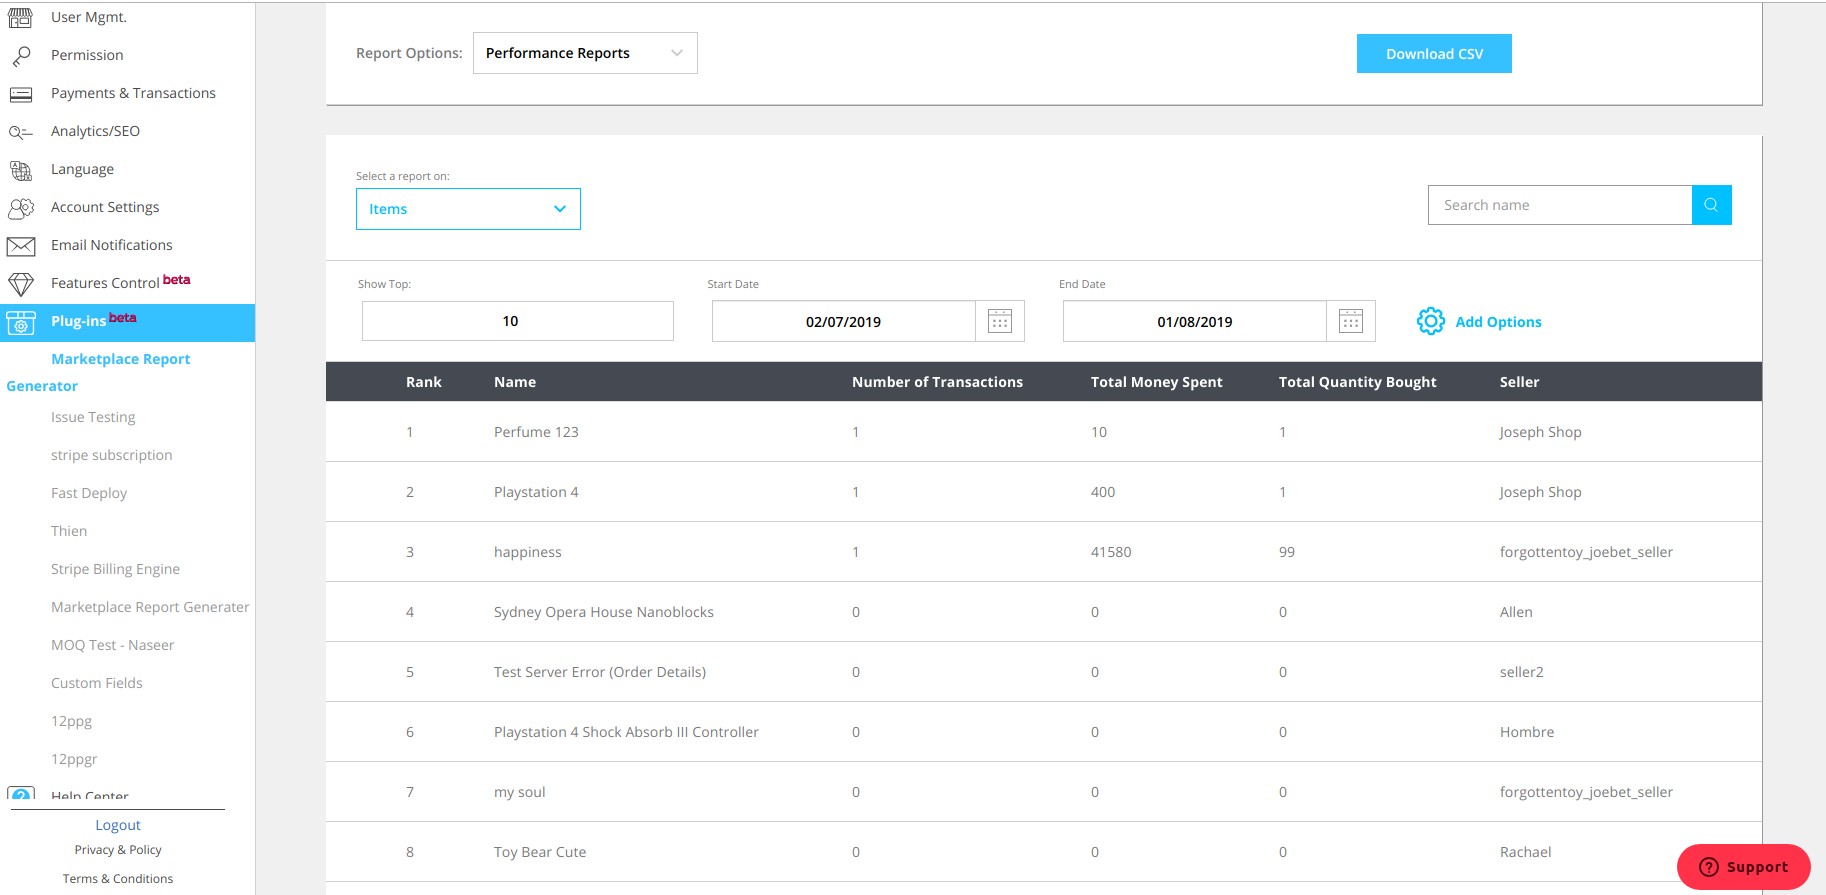 User Mgmt.
Permission
Payments & Transactions
Analytics/SEO
Language
Account Settings
Email Notifications
Features Control beta
Plug-ins beta
Marketplace Report
Generator
Issue Testing
stripe subscription
Fast Deploy
Thien
Stripe Billing Engine
Marketplace Report Generater
MOQ Test - Naseer
Custom Fields
12ppg
12ppgr
Help Center
Logout
Privacy & Policy
Terms & Conditions
Report Options: Performance Reports Download CSV
Select a report on:
Items
Search name
Show Top: Start Date End Date
10 02/07/2019 01/08/2019 Add Options
Rank Name Number of Transactions Total Money Spent Total Quantity Bought Seller
1 Perfume 123 1 10 1 Joseph Shop
2 Playstation 4 1 400 1 Joseph Shop
3 happiness 1 41580 99 forgottentoy_joebet_seller
4 Sydney Opera House Nanoblocks 0 0 0 Allen
5 Test Server Error (Order Details) 0 0 0 seller2
6 Playstation 4 Shock Absorb III Controller 0 0 0 Hombre
7 my soul 0 0 0 forgottentoy_joebet_seller
8 Toy Bear Cute 0 0 0 Rachael
Support